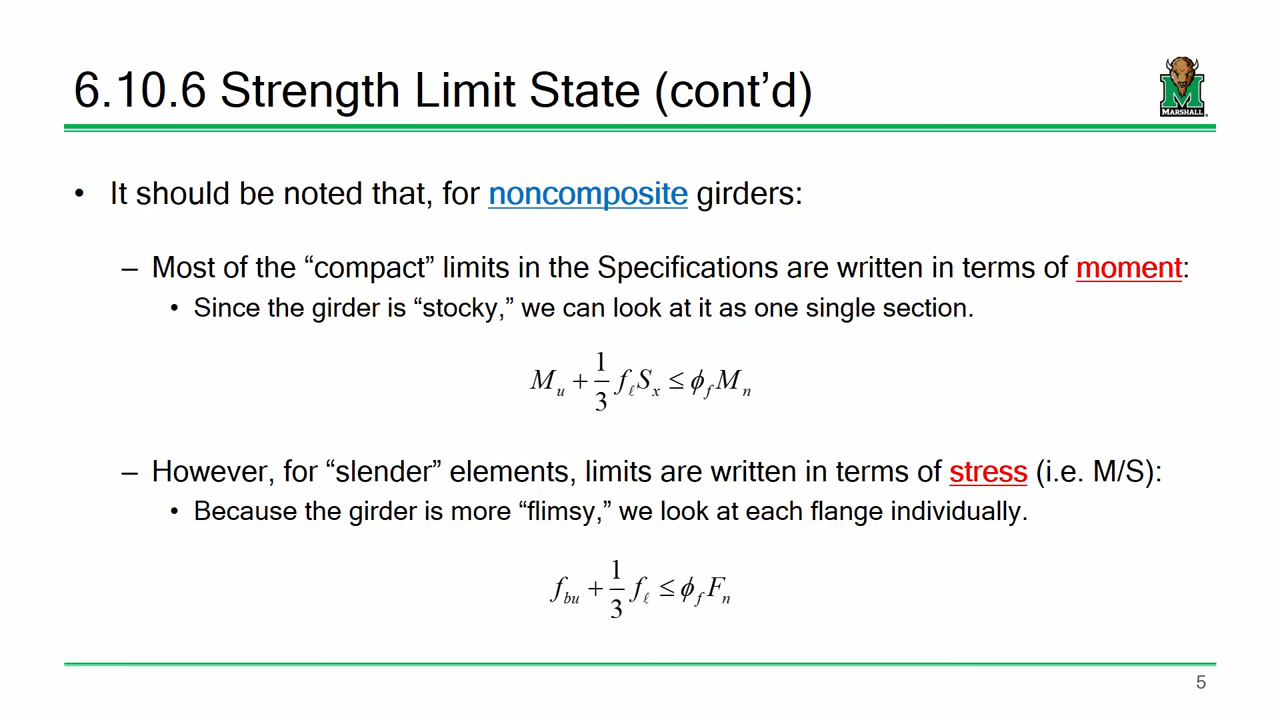 6.10.6 Strength Limit State (cont’d)
MARSHALL
• It should be noted that, for noncomposite girders:
– Most of the “compact” limits in the Specifications are written in terms of moment:
• Since the girder is “stocky,” we can look at it as one single section.
M_u + 1/3 f_ℓ S_x ≤ ϕ_f M_n
– However, for “slender” elements, limits are written in terms of stress (i.e. M/S):
• Because the girder is more “flimsy,” we look at each flange individually.
f_bu + 1/3 f_ℓ ≤ ϕ_f F_n
5